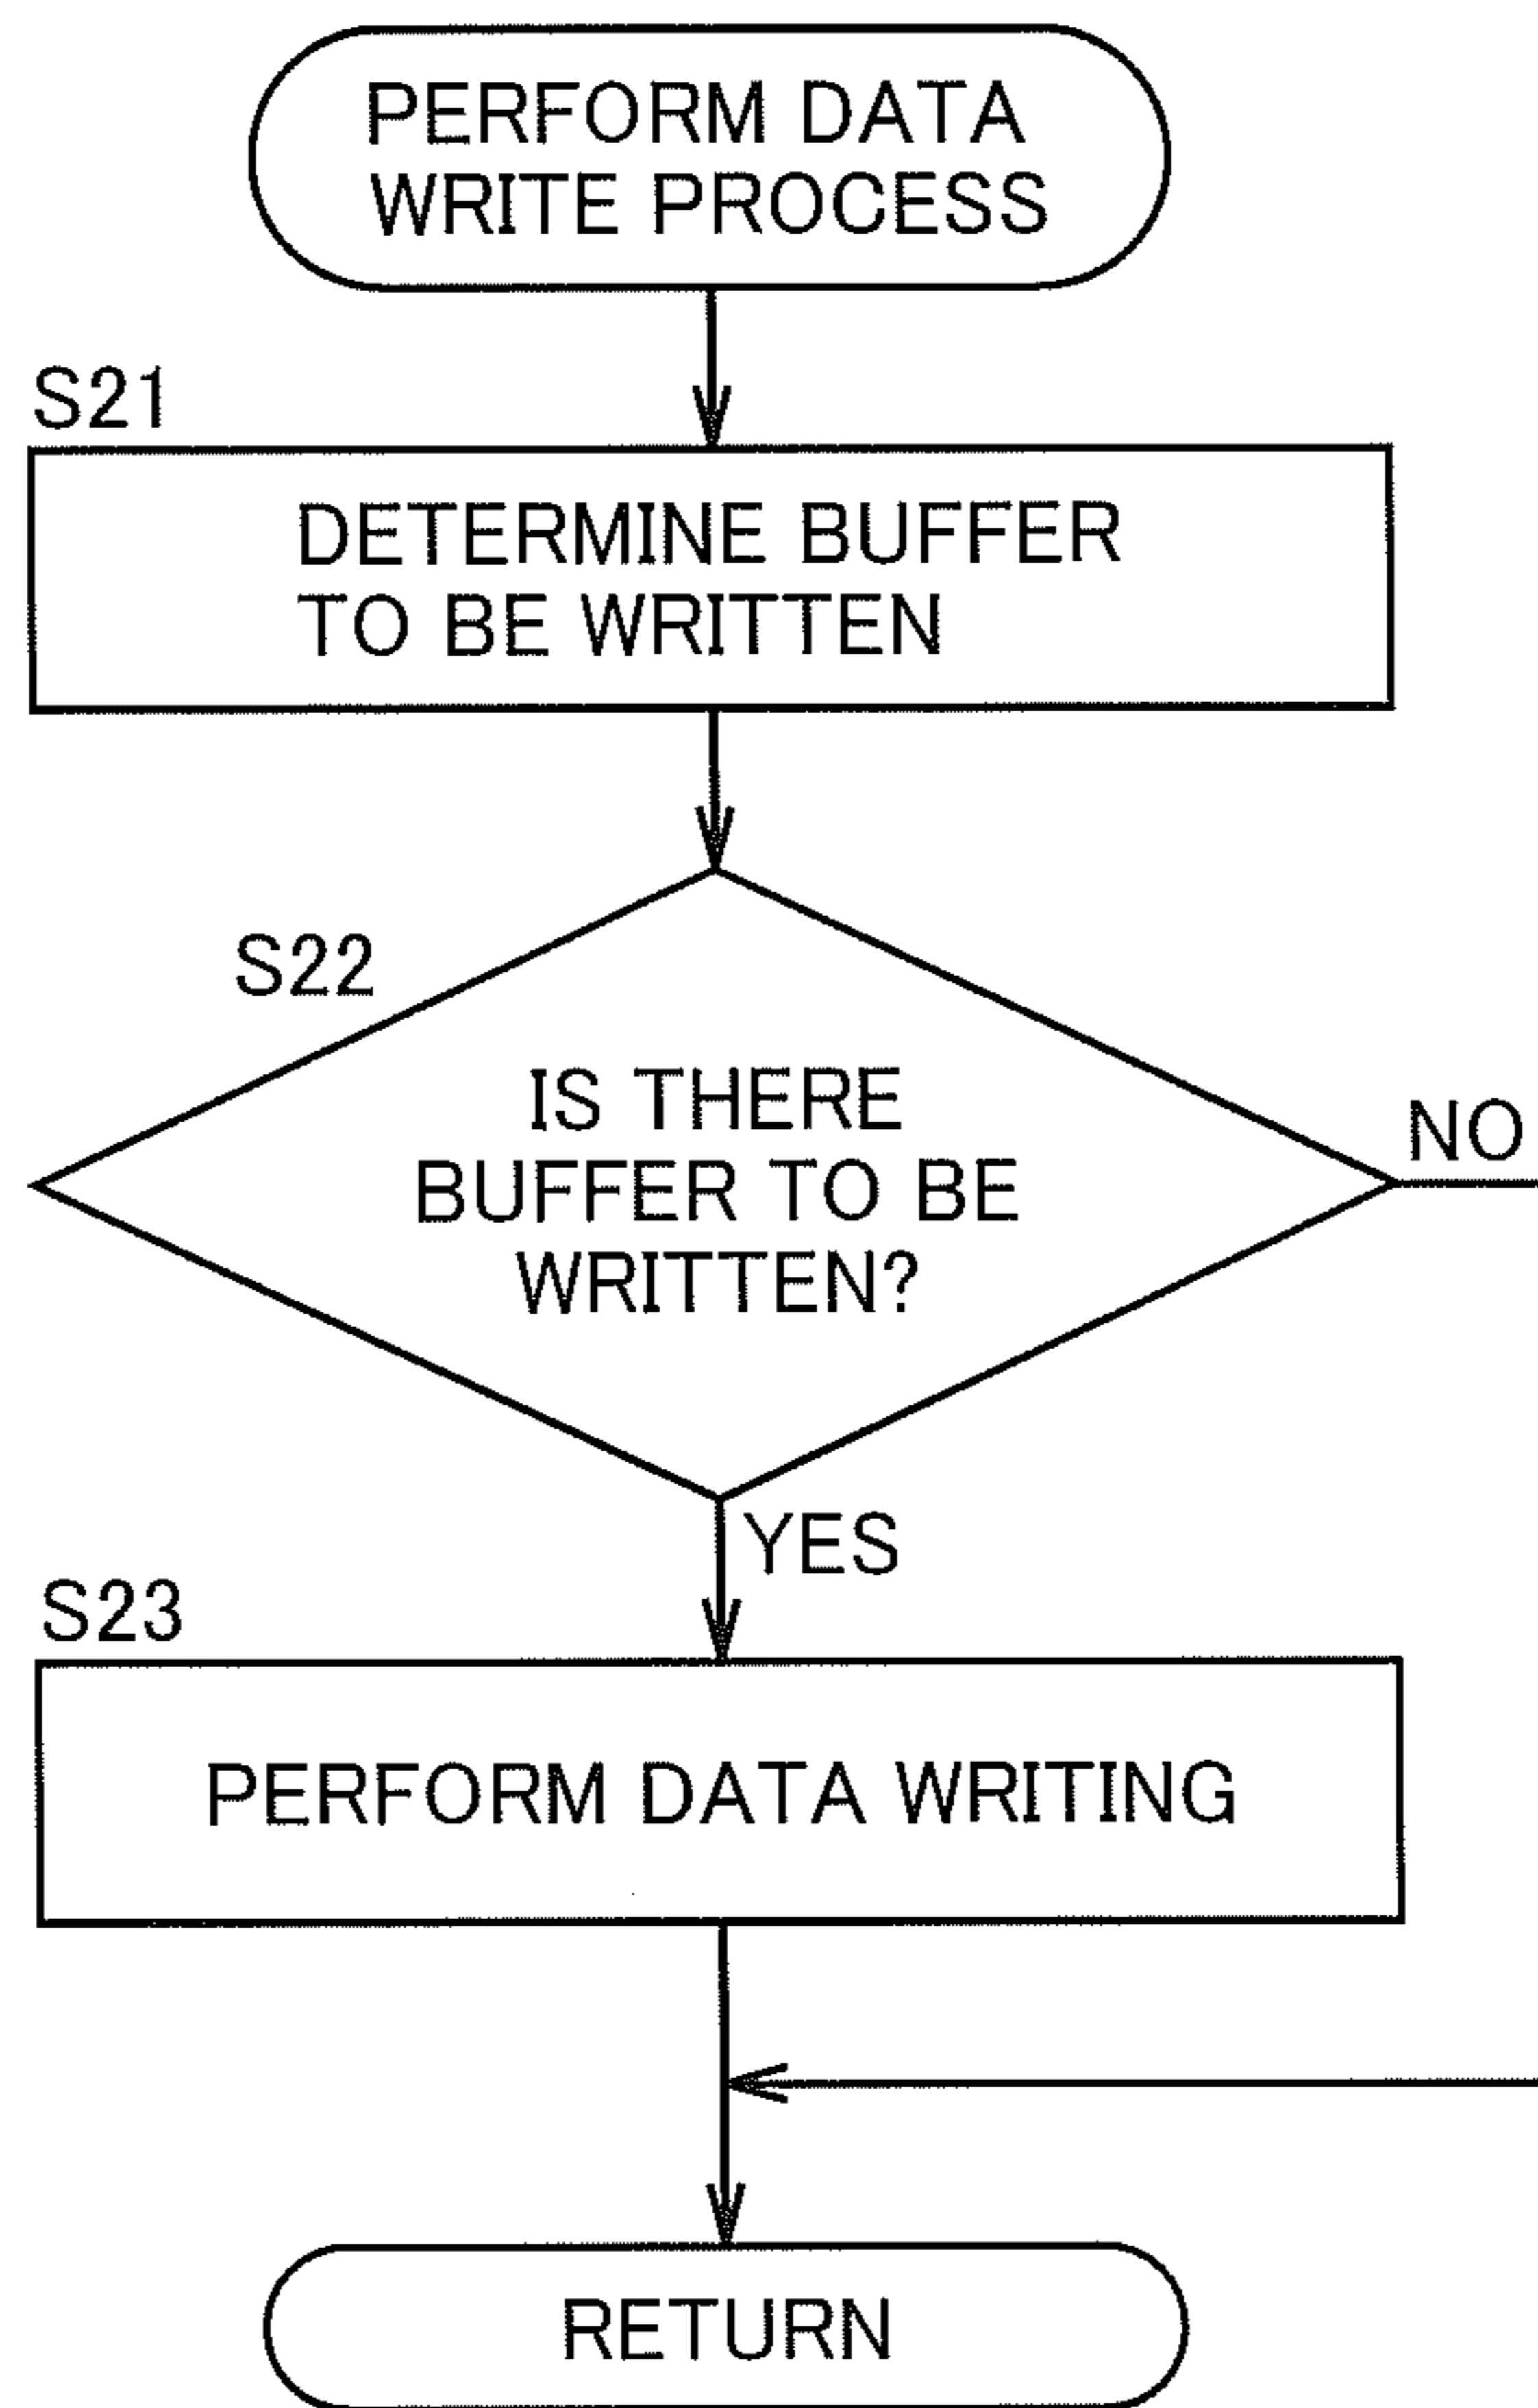 PERFORM DATA
WRITE PROCESS
S21
DETERMINE BUFFER
TO BE WRITTEN
S22
IS THERE
BUFFER TO BE
WRITTEN?
NO
YES
S23
PERFORM DATA WRITING
RETURN